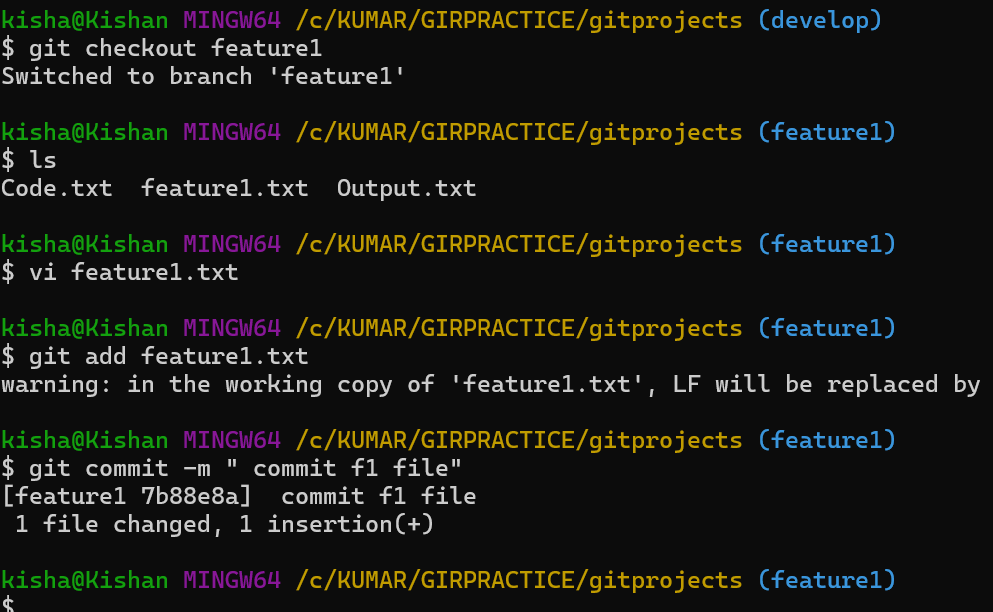 kisha@Kishan MINGW64 /c/KUMAR/GIRPRACTICE/gitprojects (develop)
$ git checkout feature1
Switched to branch 'feature1'
kisha@Kishan MINGW64 /c/KUMAR/GIRPRACTICE/gitprojects (feature1)
$ ls
Code.txt  feature1.txt  Output.txt
kisha@Kishan MINGW64 /c/KUMAR/GIRPRACTICE/gitprojects (feature1)
$ vi feature1.txt
kisha@Kishan MINGW64 /c/KUMAR/GIRPRACTICE/gitprojects (feature1)
$ git add feature1.txt
warning: in the working copy of 'feature1.txt', LF will be replaced by
kisha@Kishan MINGW64 /c/KUMAR/GIRPRACTICE/gitprojects (feature1)
$ git commit -m " commit f1 file"
[feature1 7b88e8a]  commit f1 file
 1 file changed, 1 insertion(+)
kisha@Kishan MINGW64 /c/KUMAR/GIRPRACTICE/gitprojects (feature1)
$